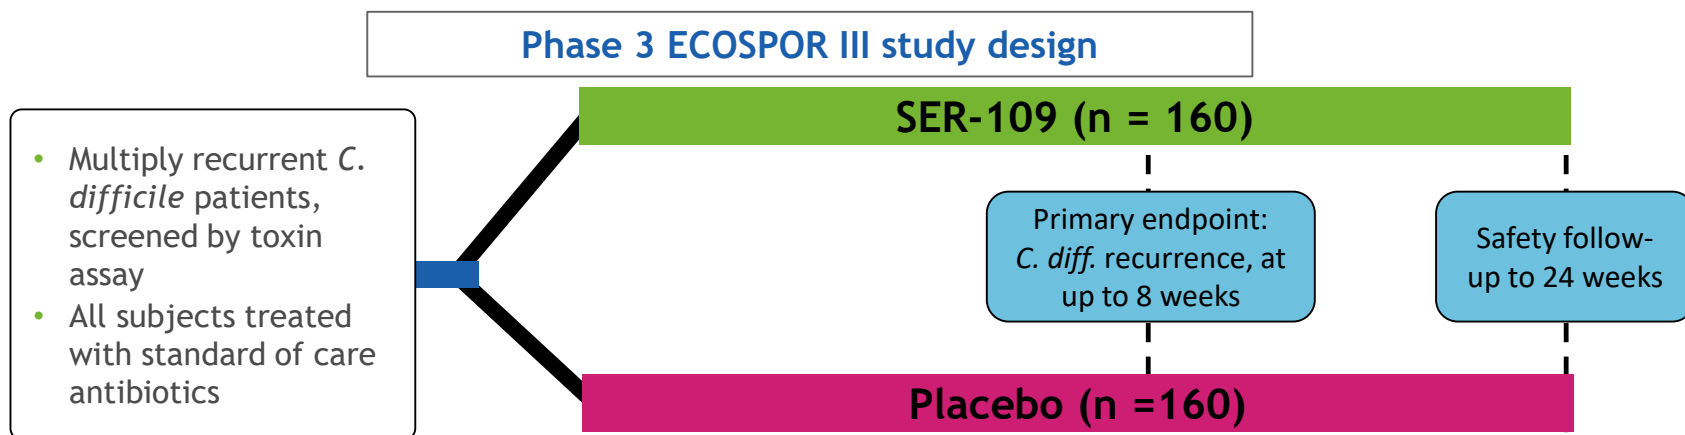 Phase 3 ECOSPOR III study design
• Multiply recurrent C.
difficile patients,
screened by toxin
assay
• All subjects treated
with standard of care
antibiotics
SER-109 (n = 160)
Primary endpoint:
C. diff. recurrence, at
up to 8 weeks
Safety follow-
up to 24 weeks
Placebo (n =160)